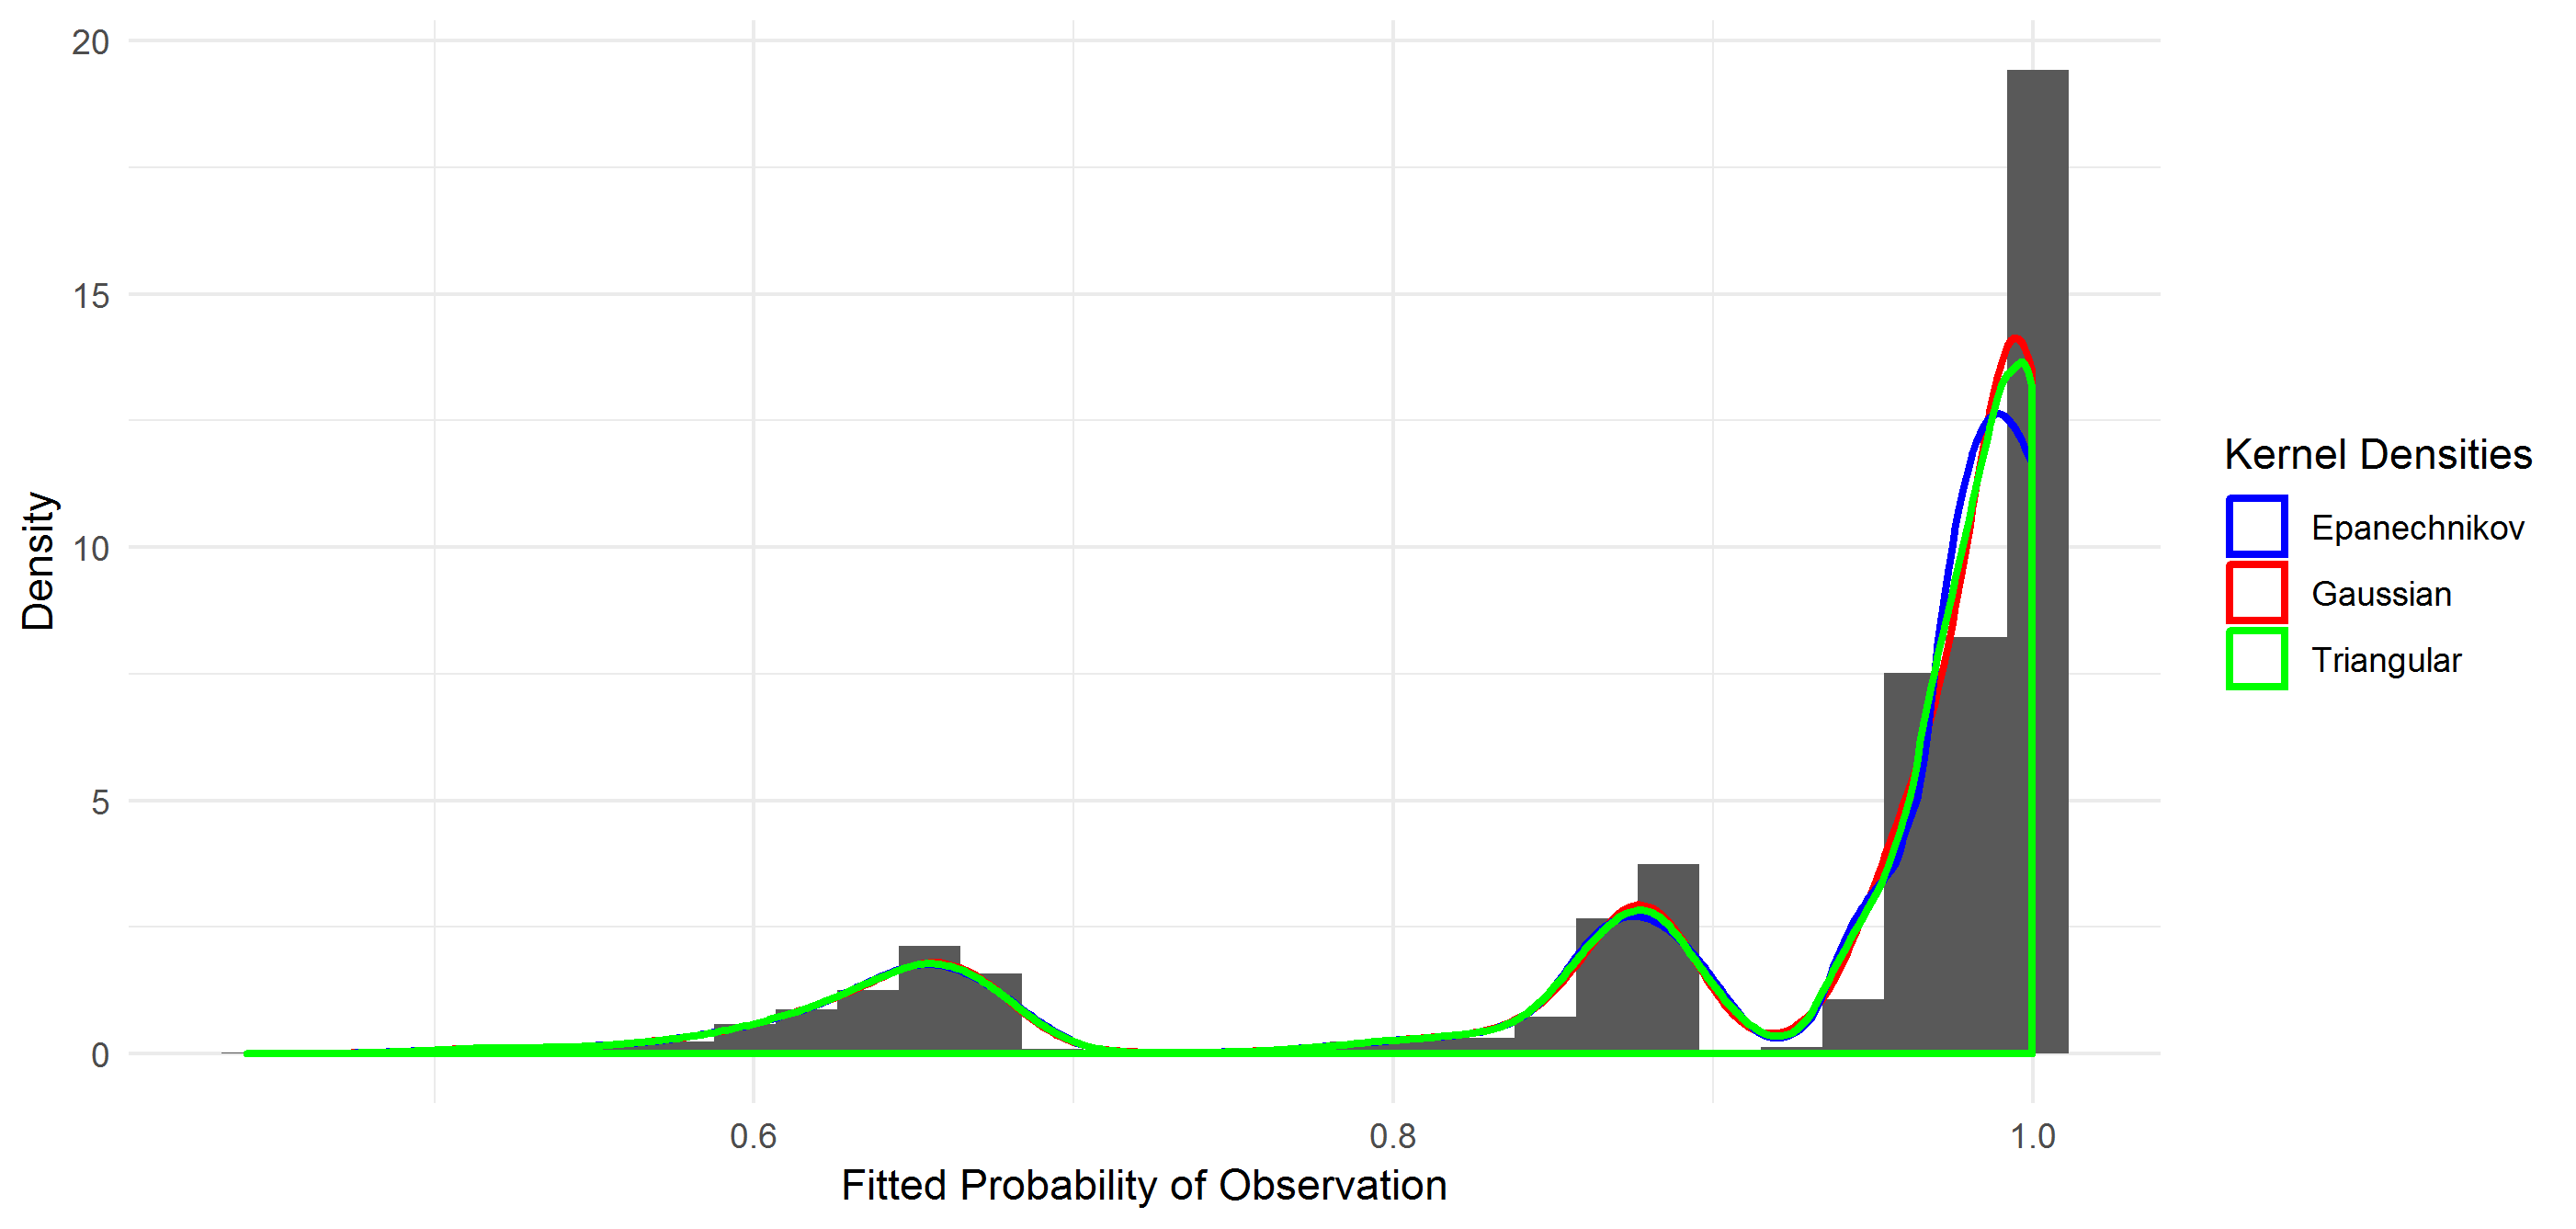 20
15
10
5
0
Density
0.6
0.8
1.0
Fitted Probability of Observation
Kernel Densities
Epanechnikov
Gaussian
Triangular